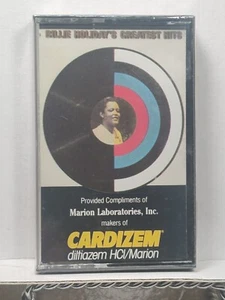 BILLIE HOLIDAY'S GREATEST HITS
Provided Compliments of
Marion Laboratories, Inc.
makers of
CARDIZEM®
diltiazem HCl/Marion